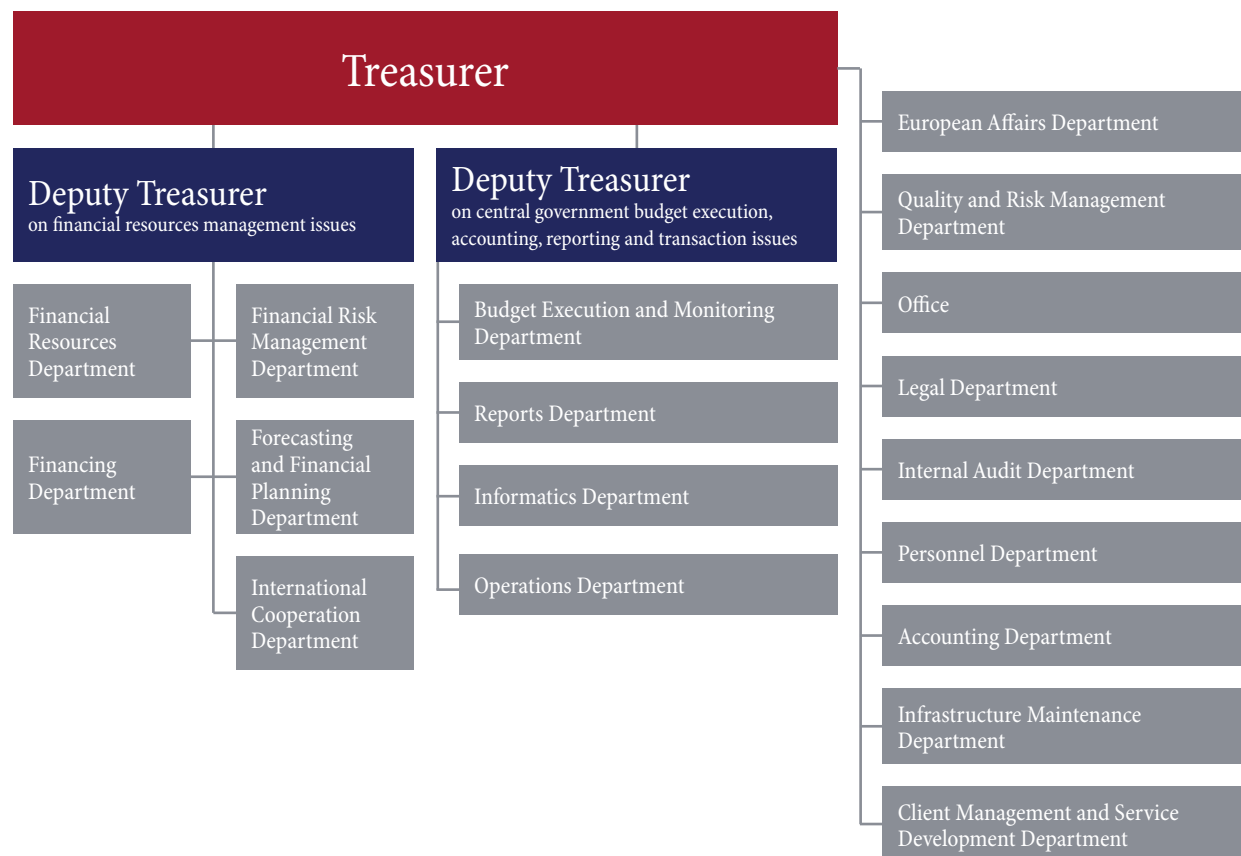 Treasurer
Deputy Treasurer
on financial resources management issues
Financial
Resources
Department
Financial Risk
Management
Department
Financing
Department
Forecasting
and Financial
Planning
Department
International
Cooperation
Department
Deputy Treasurer
on central government budget execution,
accounting, reporting and transaction issues
Budget Execution and Monitoring
Department
Reports Department
Informatics Department
Operations Department
European Affairs Department
Quality and Risk Management
Department
Office
Legal Department
Internal Audit Department
Personnel Department
Accounting Department
Infrastructure Maintenance
Department
Client Management and Service
Development Department